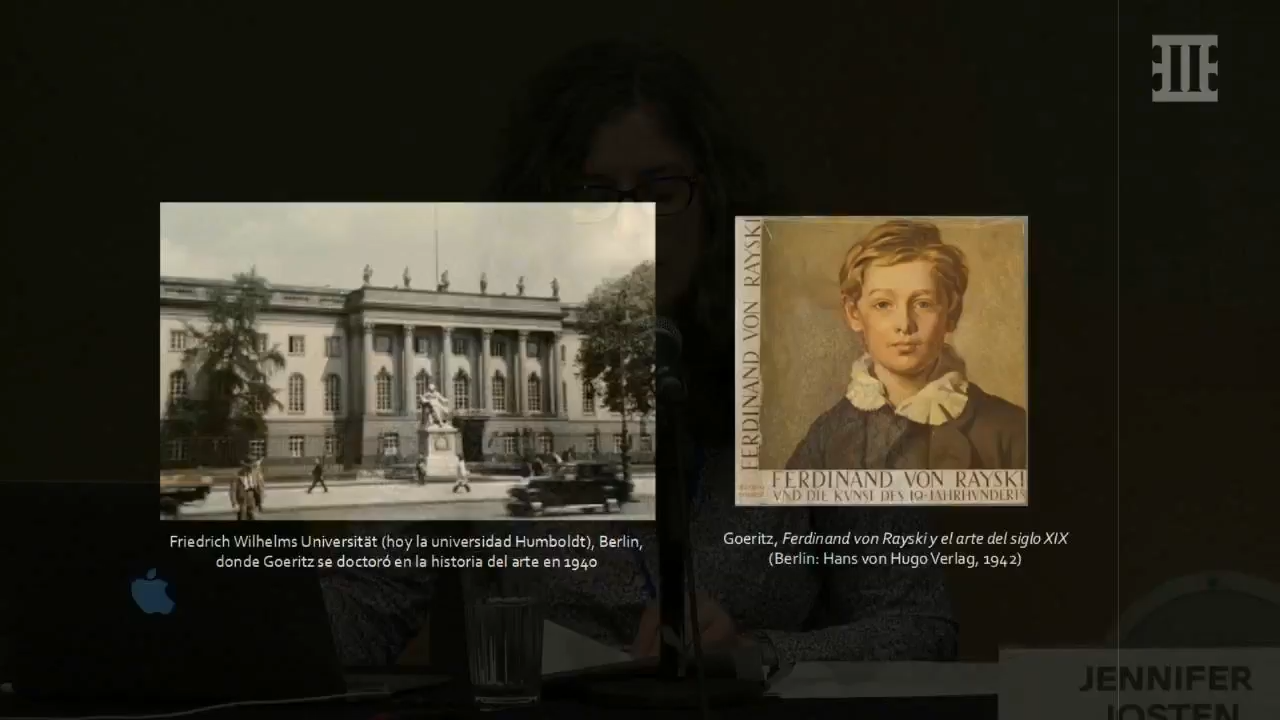 FERDINAND VON RAYSKI
FERDINAND VON RAYSKI
VND DIE KVNST DES 19·JAHRHVNDERTS
Friedrich Wilhelms Universität (hoy la universidad Humboldt), Berlin,
donde Goeritz se doctoró en la historia del arte en 1940
Goeritz, Ferdinand von Rayski y el arte del siglo XIX
(Berlin: Hans von Hugo Verlag, 1942)
JENNIFER
JOSTEN